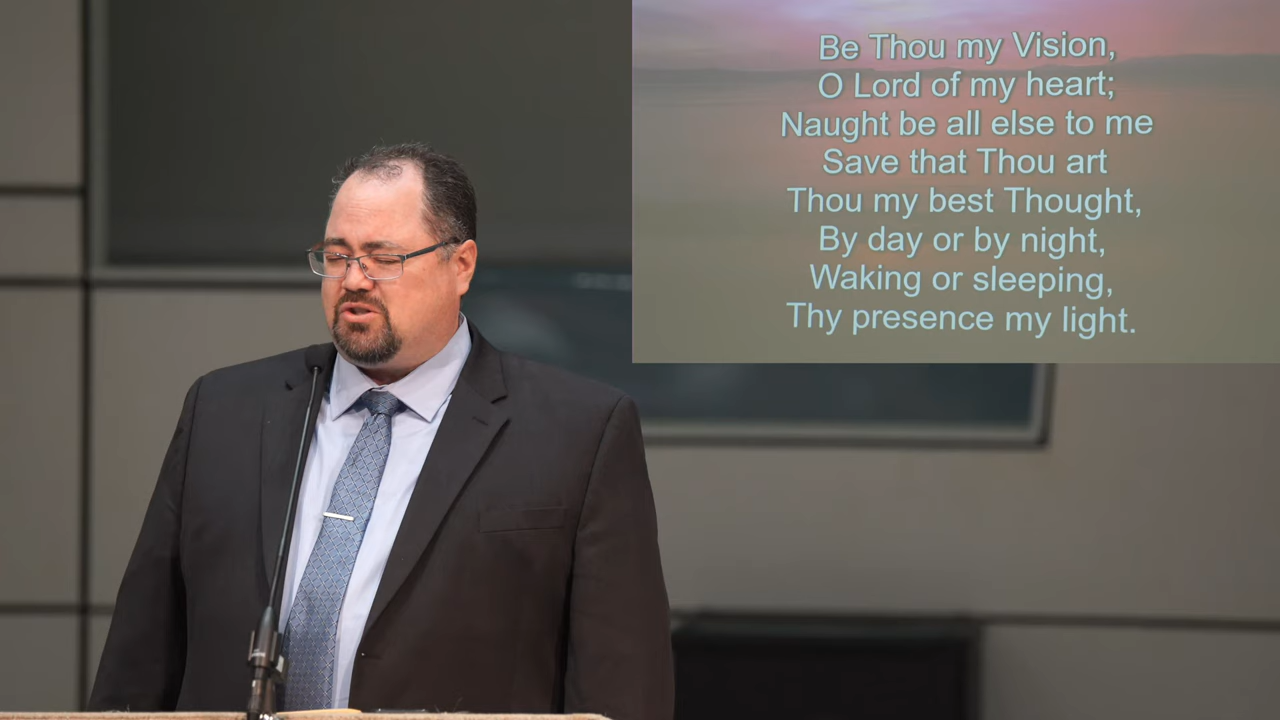 Be Thou my Vision,
O Lord of my heart;
Naught be all else to me
Save that Thou art
Thou my best Thought,
By day or by night,
Waking or sleeping,
Thy presence my light.